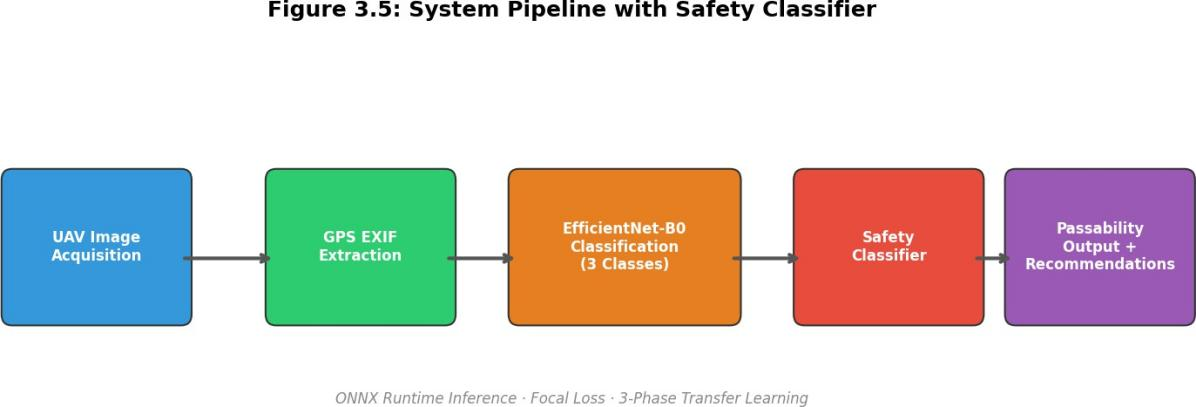 Figure 3.5: System Pipeline with Safety Classifier
UAV Image
Acquisition
GPS EXIF
Extraction
EfficientNet-B0
Classification
(3 Classes)
Safety
Classifier
Passability
Output +
Recommendations
ONNX Runtime Inference · Focal Loss · 3-Phase Transfer Learning